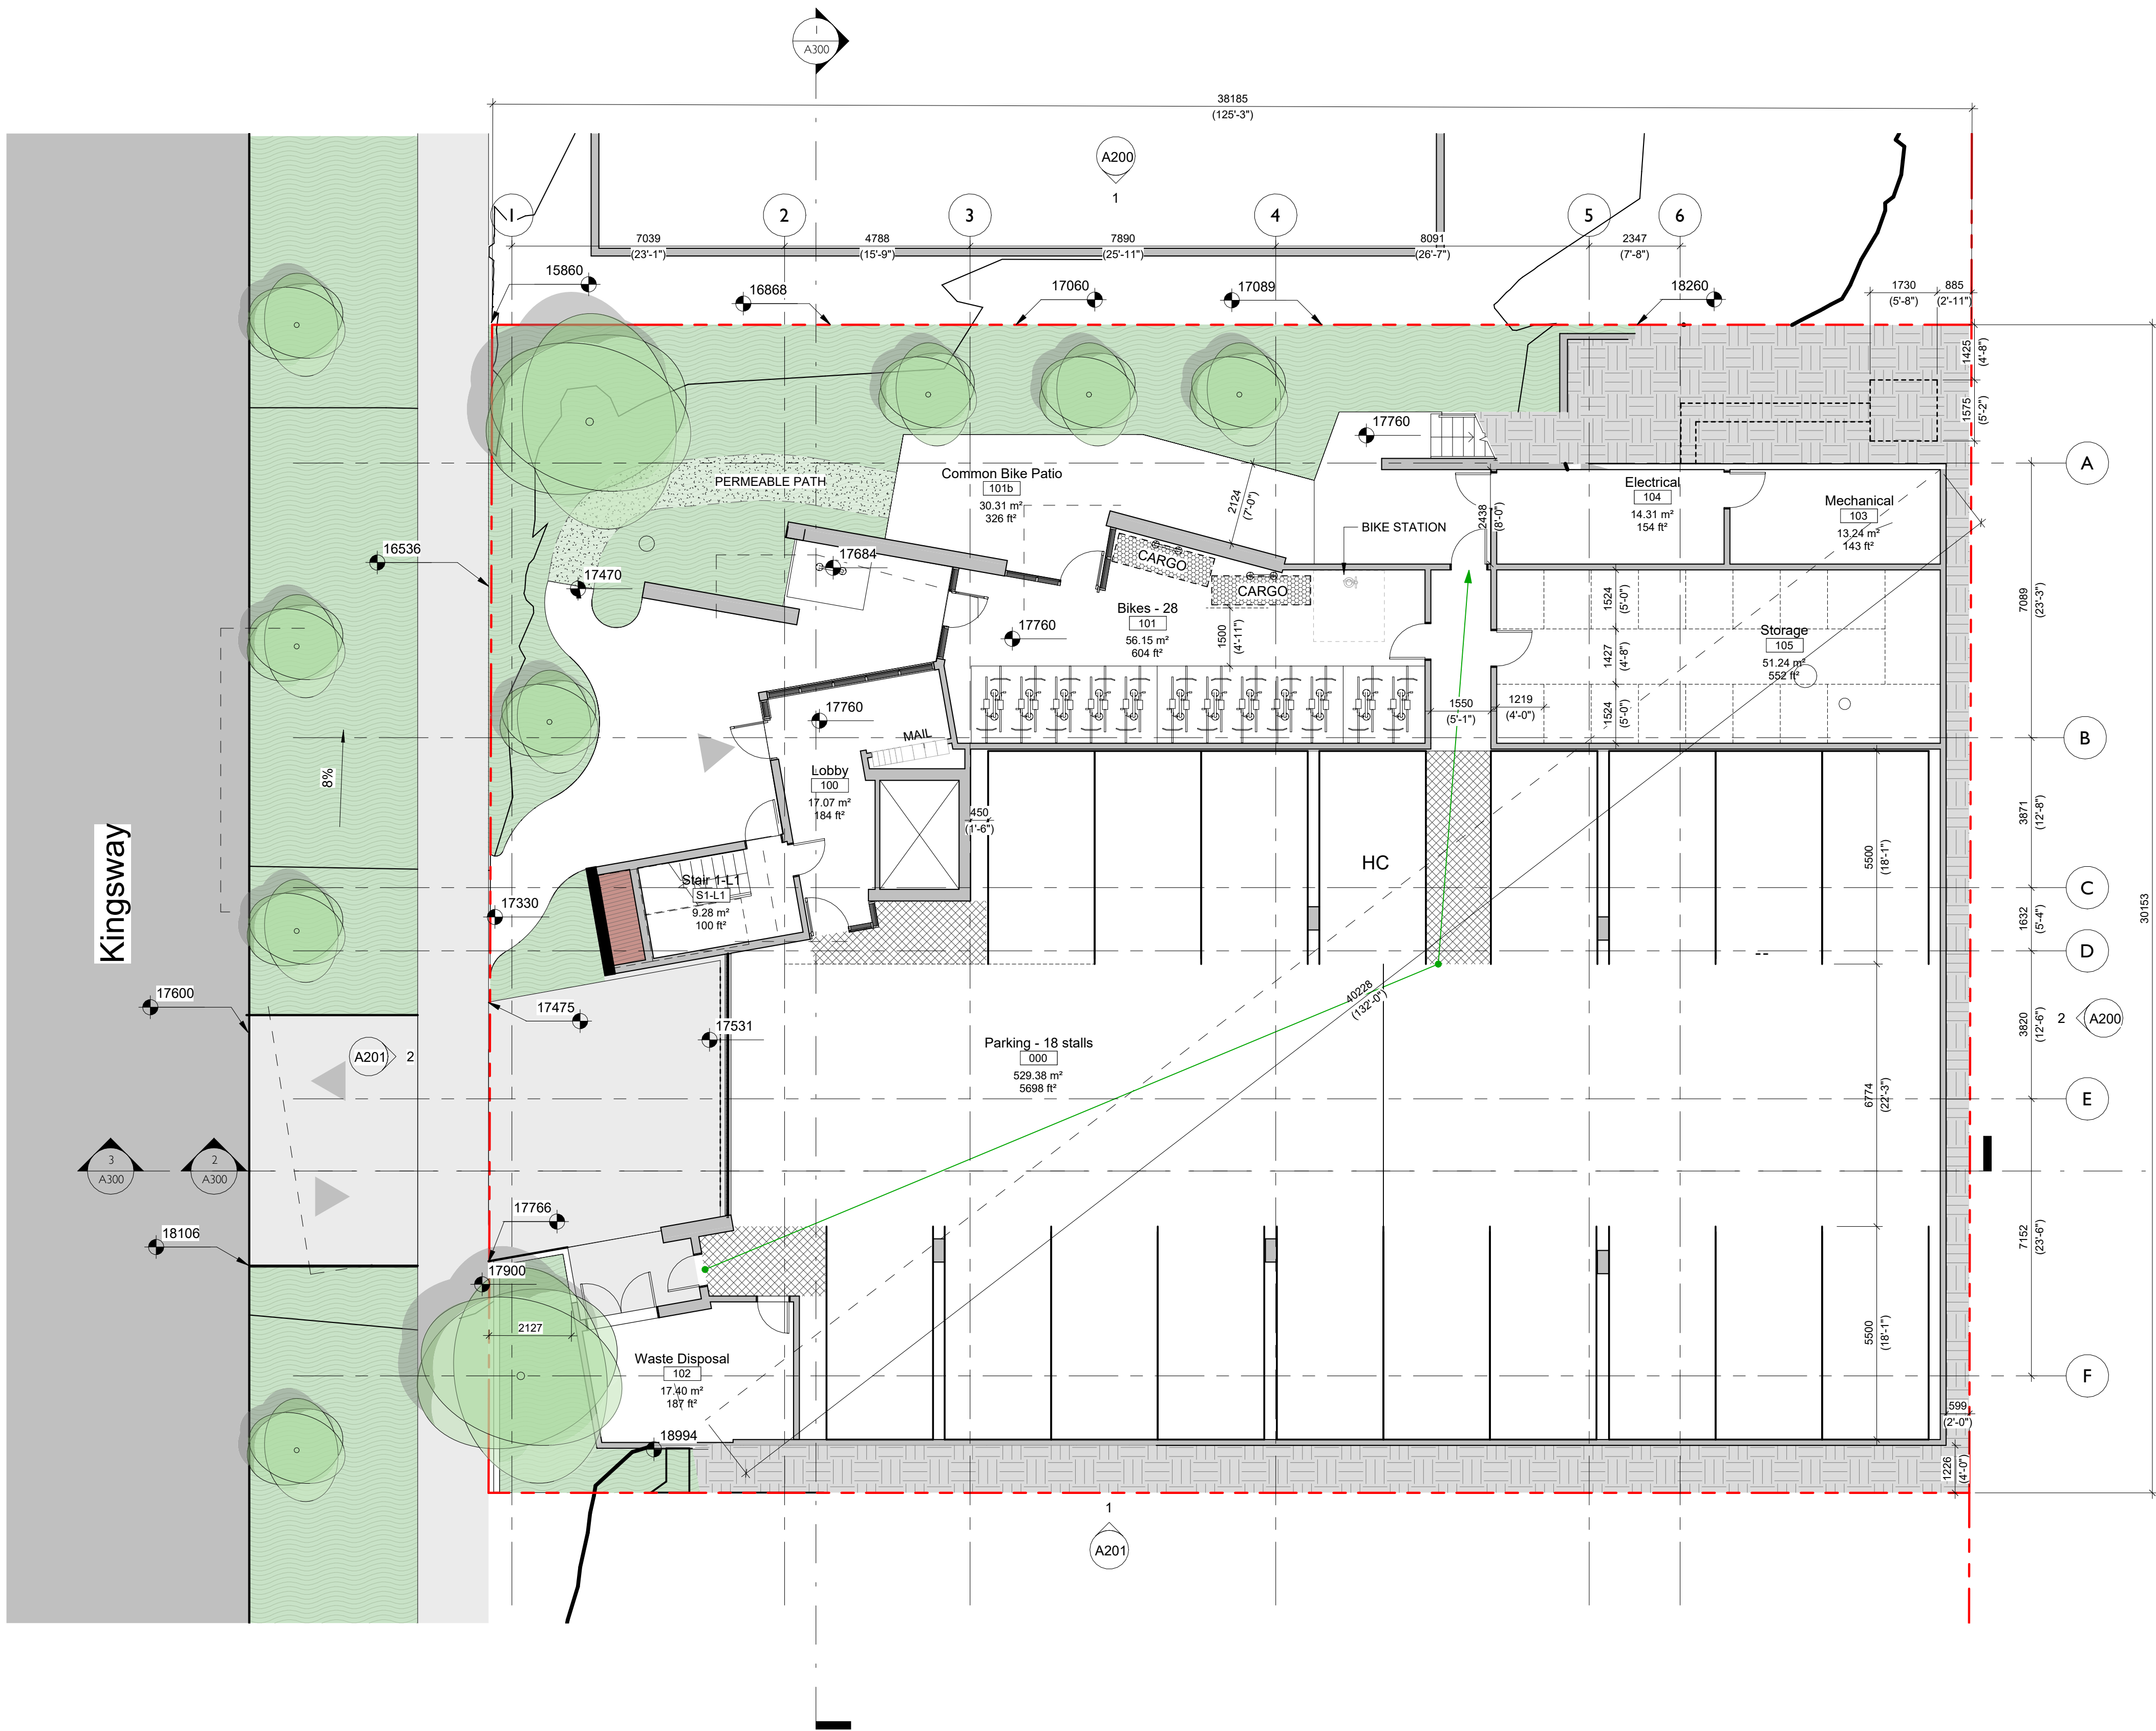 1
A300
38185
(125'-3")
A200
1
1
2
3
4
5
6
7039
(23'-1")
4788
(15'-9")
7890
(25'-11")
8091
(26'-7")
2347
(7'-8")
15860
16868
17060
17089
18260
1730
(5'-8")
885
(2'-11")
1425
(4'-8")
1575
(5'-2")
17760
A
PERMEABLE PATH
Common Bike Patio
101b
30.31 m²
326 ft²
2124
(7'-0")
2438
(8'-0")
Electrical
104
14.31 m²
154 ft²
Mechanical
103
13.24 m²
143 ft²
BIKE STATION
16536
17470
17684
CARGO
CARGO
17760
Bikes - 28
101
56.15 m²
604 ft²
1500
(4'-11")
1524
(5'-0")
1427
(4'-8")
1524
(5'-0")
Storage
105
51.24 m²
552 ft²
7089
(23'-3")
17760
MAIL
1550
(5'-1")
1219
(4'-0")
B
8%
Lobby
100
17.07 m²
184 ft²
450
(1'-6")
3871
(12'-8")
5500
(18'-1")
HC
Kingsway
Stair 1-L1
S1-L1
9.28 m²
100 ft²
17330
C
1632
(5'-4")
30153
D
17600
17475
17531
40228
(132'-0")
A201
2
Parking - 18 stalls
000
529.38 m²
5698 ft²
3820
(12'-6")
2
A200
6774
(22'-3")
E
3
A300
2
A300
17766
18106
7152
(23'-6")
17900
2127
5500
(18'-1")
Waste Disposal
102
17.40 m²
187 ft²
F
599
(2'-0")
18994
1226
(4'-0")
1
A201